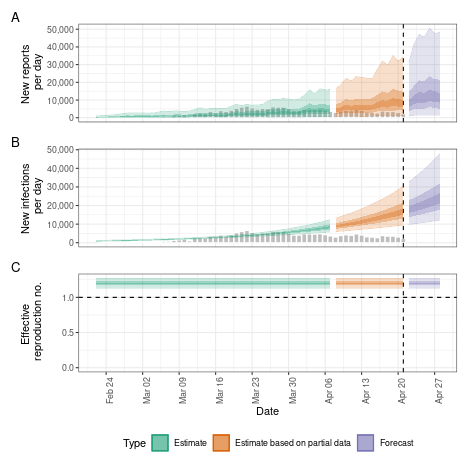 A
New reports
per day
50,000
40,000
30,000
20,000
10,000
0
B
New infections
per day
50,000
40,000
30,000
20,000
10,000
0
C
Effective
reproduction no.
1.0
0.5
0.0
Feb 24
Mar 02
Mar 09
Mar 16
Mar 23
Mar 30
Apr 06
Apr 13
Apr 20
Apr 27
Date
Type Estimate Estimate based on partial data Forecast